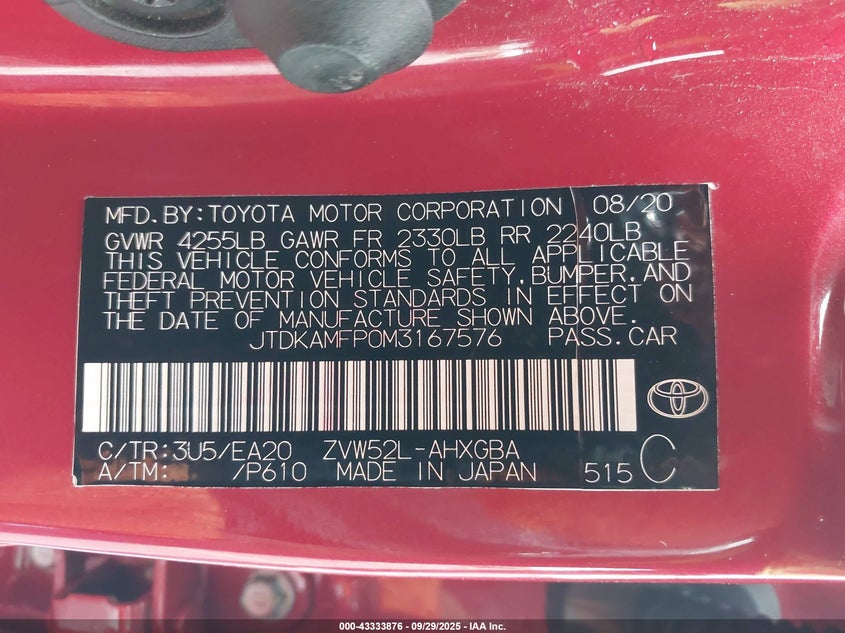 MFD.BY:TOYOTA MOTOR CORPORATION 08/20
GVWR 4255LB GAWR FR 2330LB RR 2240LB
THIS VEHICLE CONFORMS TO ALL APPLICABLE
FEDERAL MOTOR VEHICLE SAFETY,BUMPER,AND
THEFT PREVENTION STANDARDS IN EFFECT ON
THE DATE OF MANUFACTURE SHOWN ABOVE.
JTDKAMFP0M3167576 PASS.CAR
C/TR:3U5/EA20 ZVW52L-AHXGBA
A/TM: /P610 MADE IN JAPAN 515 C
000-43333876 - 09/29/2025 - IAA Inc.